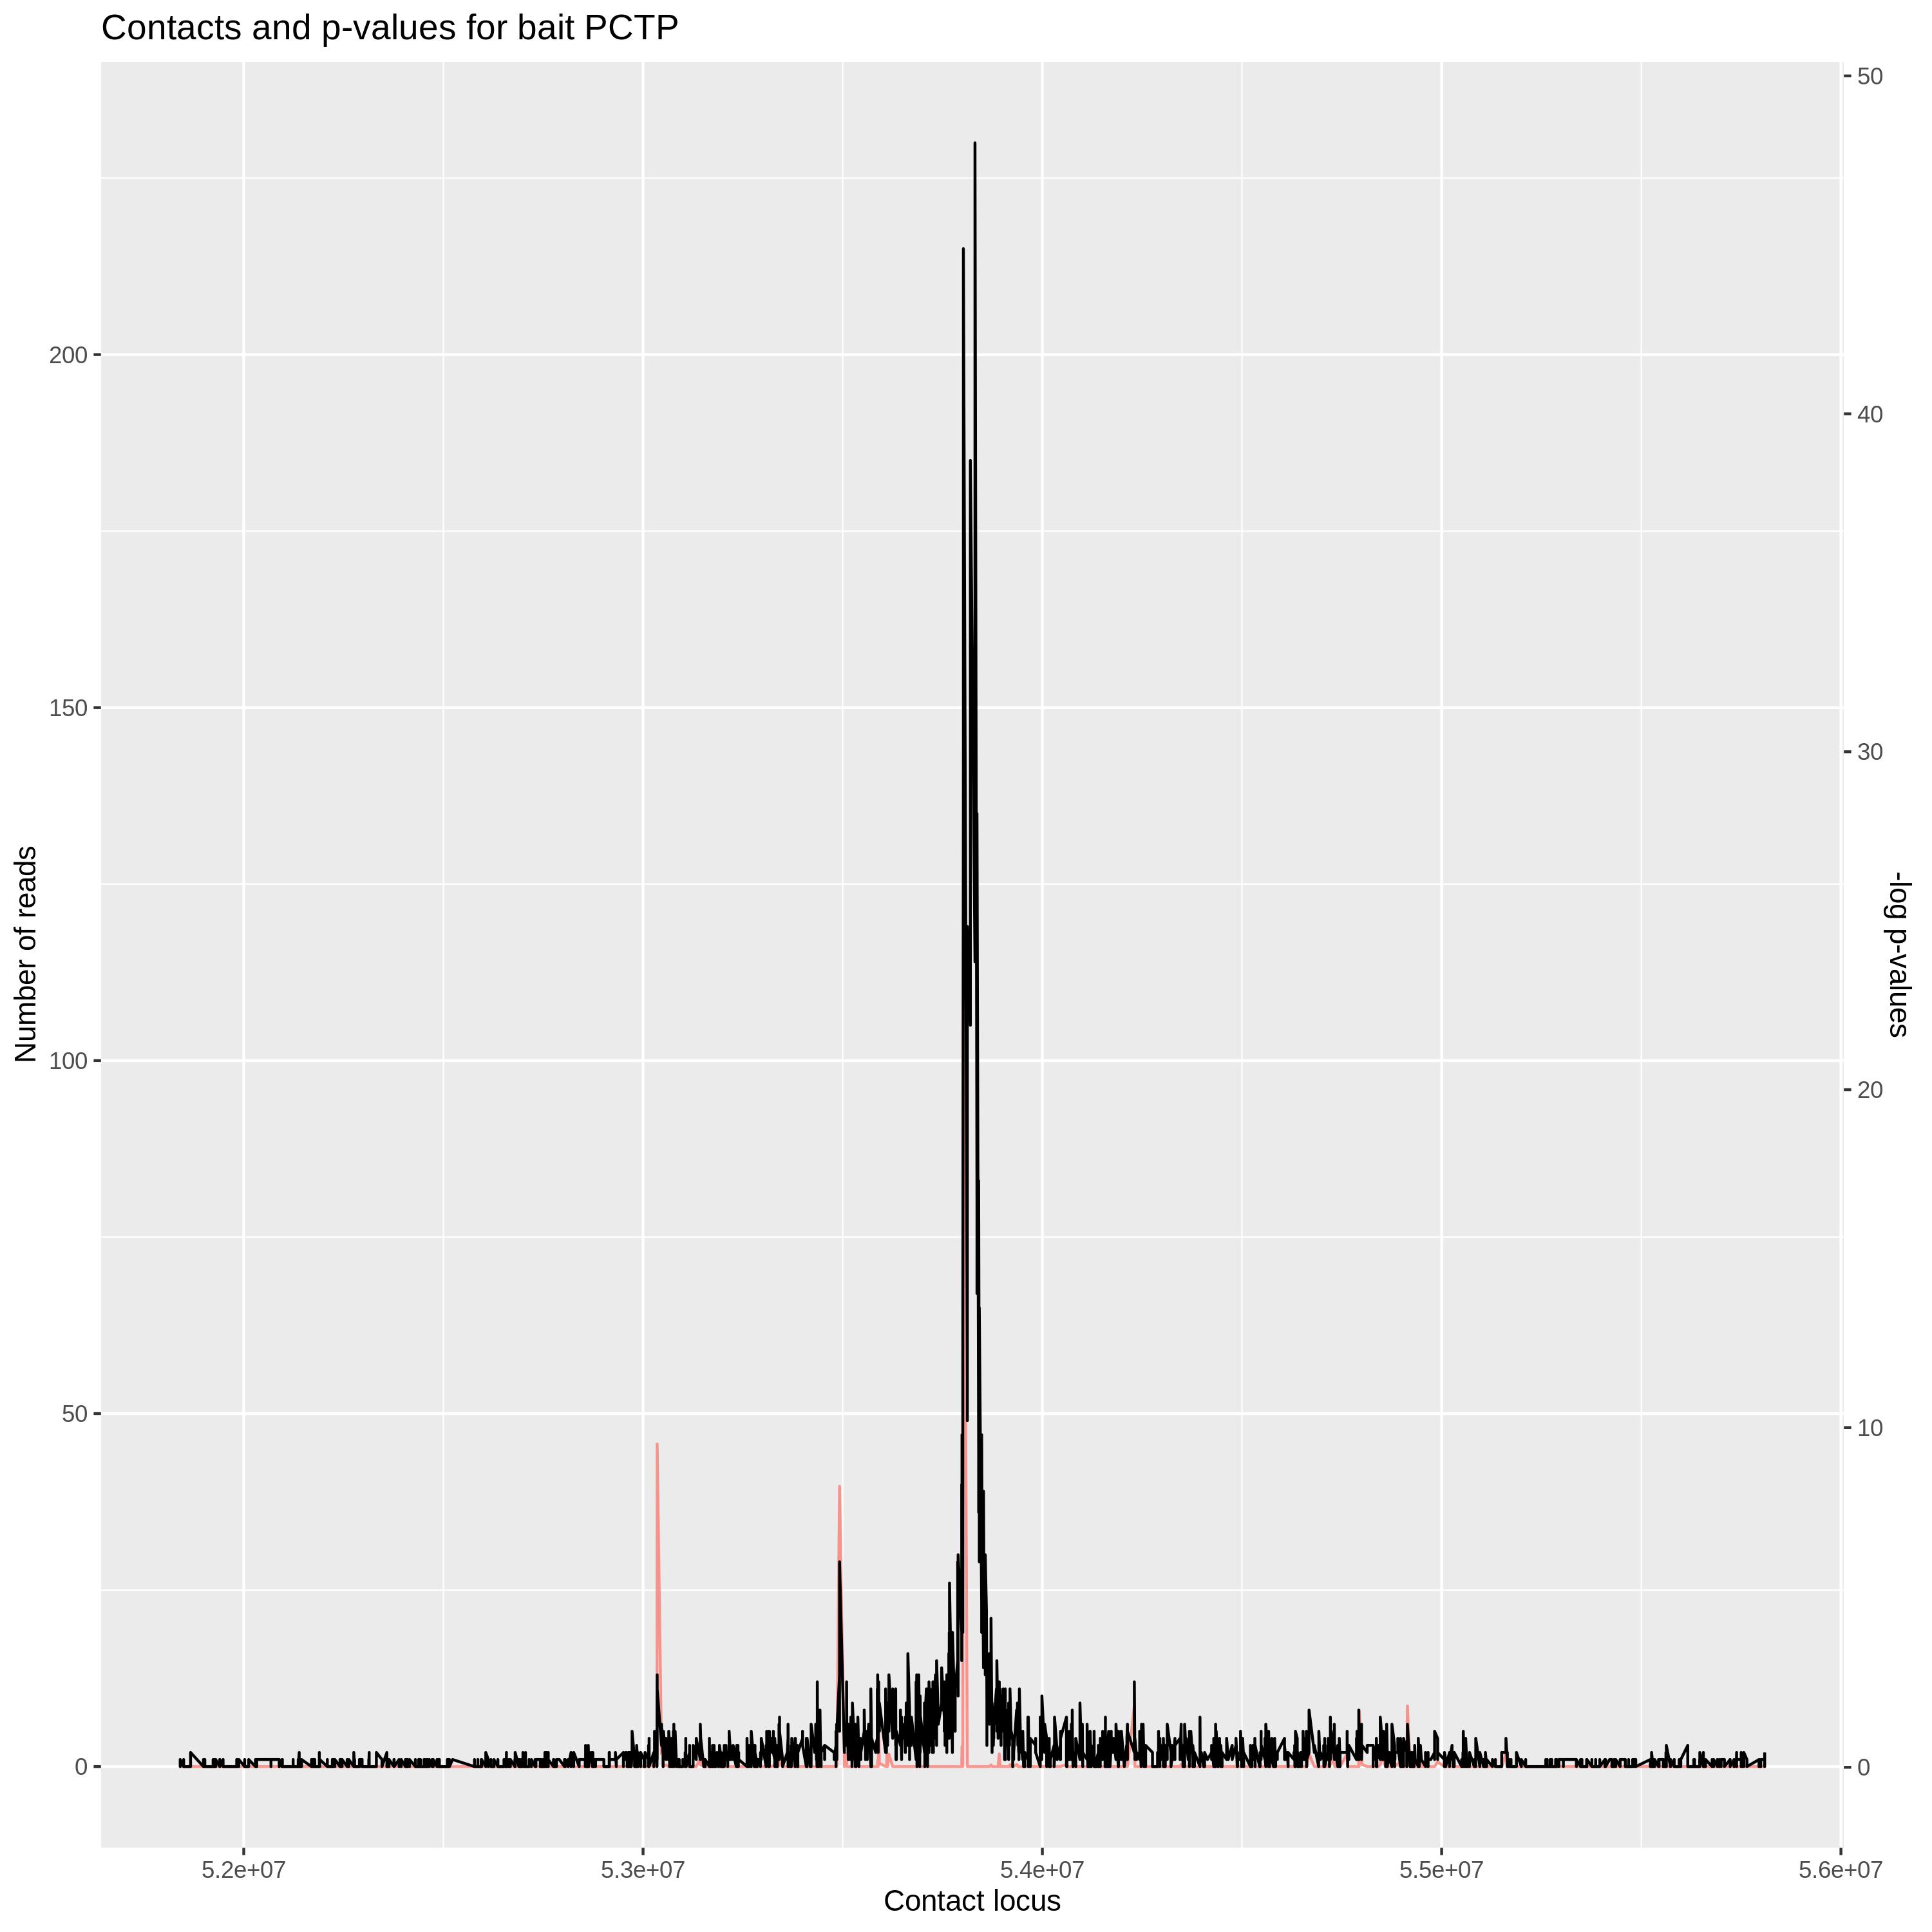 Contacts and p-values for bait PCTP
Number of reads
200
150
100
50
0
50
40
30
20
10
0
-log p-values
5.2e+07
5.3e+07
5.4e+07
5.5e+07
5.6e+07
Contact locus